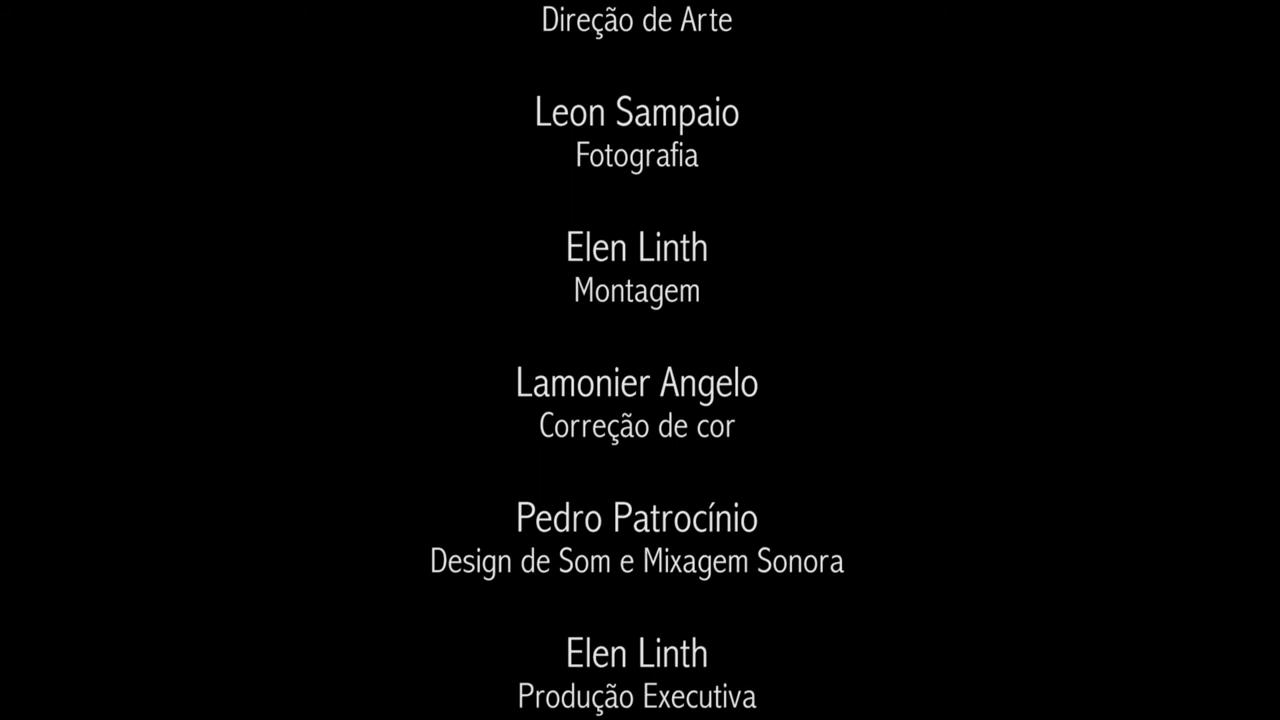 Direção de Arte
Leon Sampaio
Fotografia
Elen Linth
Montagem
Lamonier Angelo
Correção de cor
Pedro Patrocínio
Design de Som e Mixagem Sonora
Elen Linth
Produção Executiva